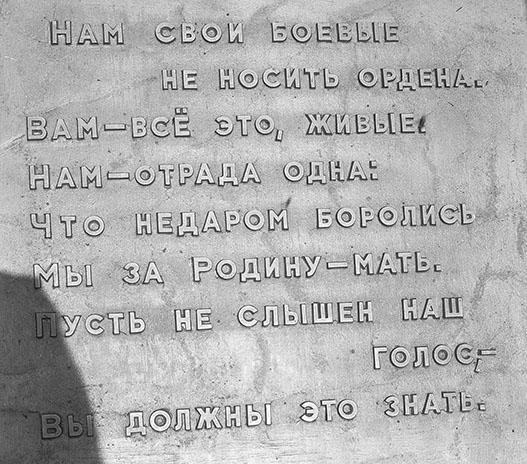 Нам свои боевые
не носить ордена.
Вам—всё это, живые.
Нам—отрада одна:
Что недаром боролись
Мы за Родину—мать.
Пусть не слышен наш
голос,—
Вы должны это знать.